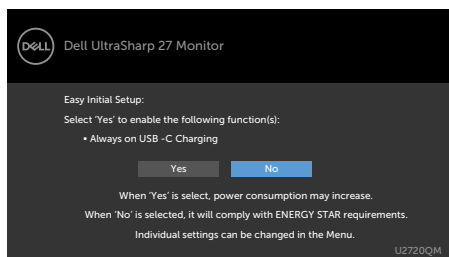 DELL Dell UltraSharp 27 Monitor
Easy Initial Setup:
Select 'Yes' to enable the following function(s):
• Always on USB -C Charging
Yes No
When 'Yes' is select, power consumption may increase.
When 'No' is selected, it will comply with ENERGY STAR requirements.
Individual settings can be changed in the Menu.
U2720QM